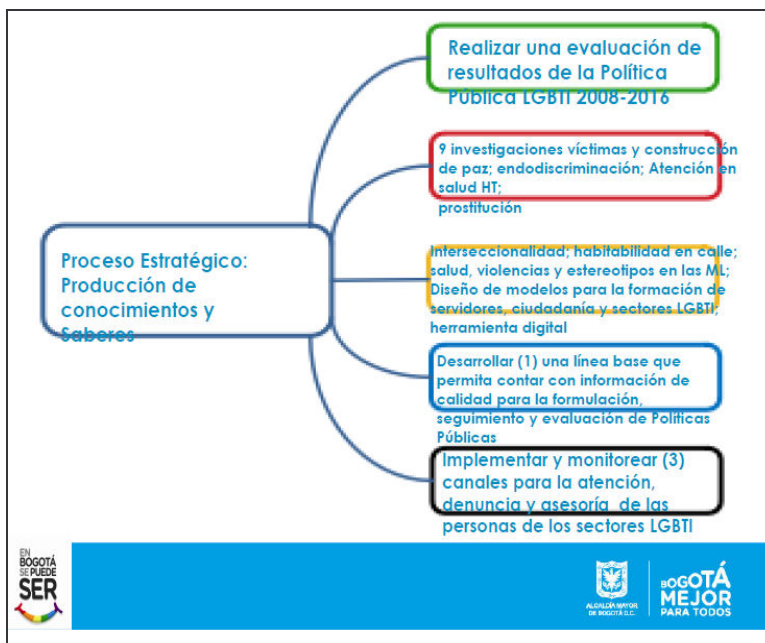 Realizar una evaluación de
resultados de la Política
Pública LGBTI 2008-2016
9 investigaciones víctimas y construcción
de paz; endodiscriminación; Atención en
salud HT;
prostitución
Proceso Estratégico:
Producción de
conocimientos y
Saberes
Interseccionalidad; habitabilidad en calle;
salud, violencias y estereotipos en las ML;
Diseño de modelos para la formación de
servidores, ciudadanía y sectores LGBTI;
herramienta digital
Desarrollar (1) una línea base que
permita contar con información de
calidad para la formulación,
seguimiento y evaluación de Políticas
Públicas
Implementar y monitorear (3)
canales para la atención,
denuncia y asesoría de las
personas de los sectores LGBTI
EN
BOGOTÁ
SE PUEDE
SER
ALCALDÍA MAYOR
DE BOGOTÁ D.C.
BOGOTÁ
MEJOR
PARA TODOS